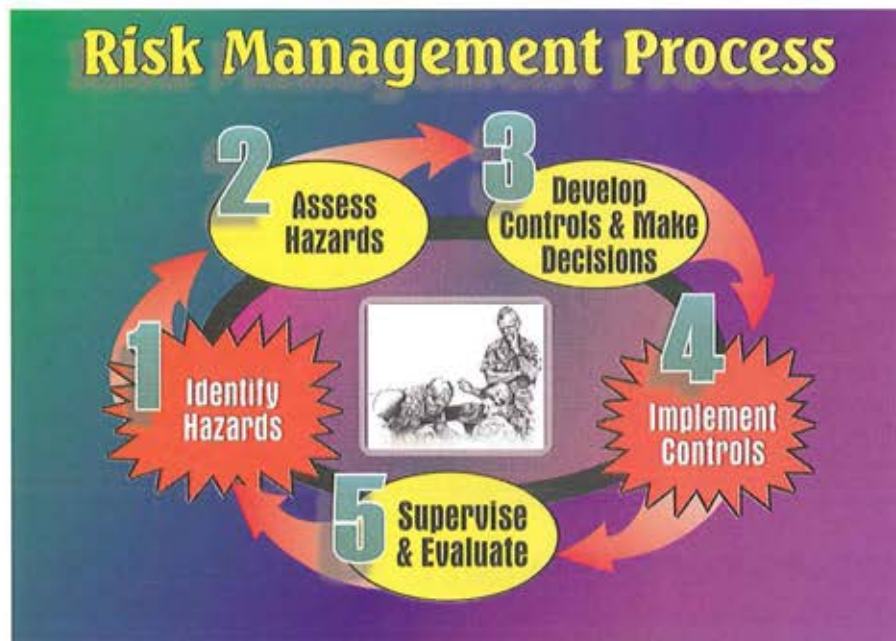 Risk Management Process
1
Identify
Hazards
2
Assess
Hazards
3
Develop
Controls & Make
Decisions
4
Implement
Controls
5
Supervise
& Evaluate